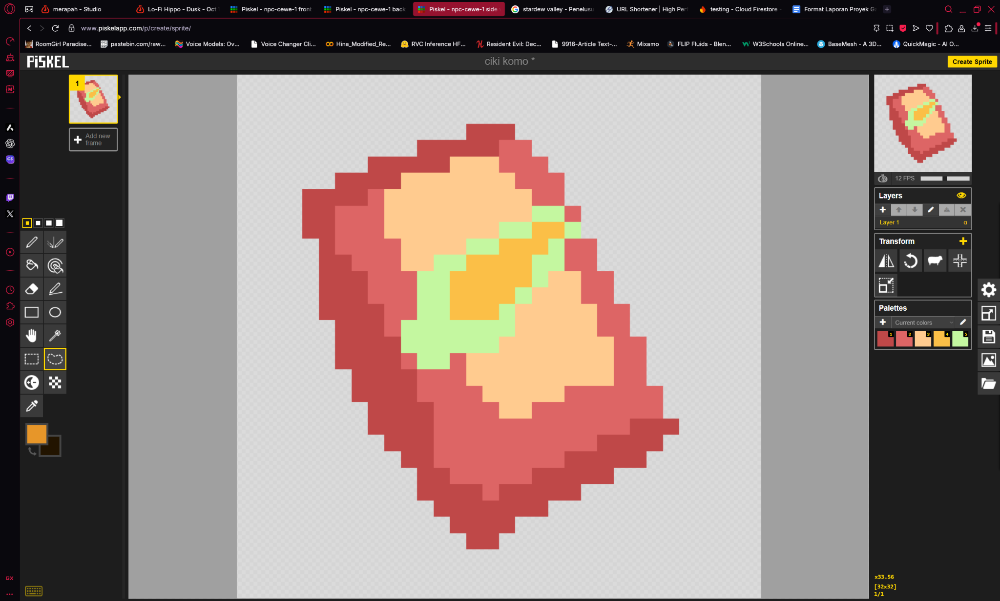 merapah - Studio
Lo-Fi Hippo - Dusk - Oct
Piskel - npc-cewe-1 front
Piskel - npc-cewe-1 back
Piskel - npc-cewe-1 side
stardew valley - Penelusu
URL Shortener | High Per
testing - Cloud Firestore -
Format Laporan Proyek Ga
www.piskelapp.com/p/create/sprite/
RoomGirl Paradise...
pastebin.com/raw...
Voice Models: Ov...
Voice Changer Cli...
Hina_Modified_Re...
RVC Inference HF...
Resident Evil: Dec...
9916-Article Text-...
Mixamo
FLIP Fluids - Blen...
W3Schools Online...
BaseMesh - A 3D...
QuickMagic - AI O...
PiSKEL
ciki komo *
Create Sprite
1
Add new
frame
12 FPS
Layers
Layer 1
α
Transform
Palettes
Current colors
1
2
3
4
5
M
CS
GX
x33.56
[32x32]
1/1